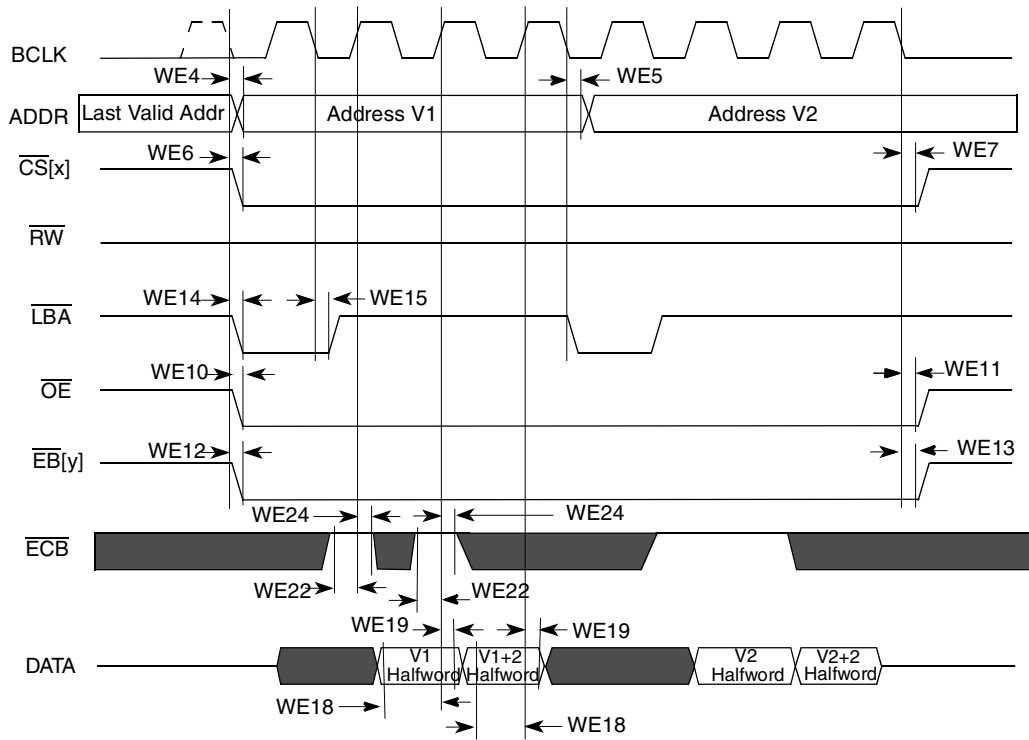 BCLK
WE4
WE5
ADDR
Last Valid Addr
Address V1
Address V2
WE6
WE7
CS[x]
RW
WE14
WE15
LBA
WE10
WE11
OE
WE12
WE13
EB[y]
WE24
WE24
ECB
WE22
WE22
WE19
WE19
DATA
V1
Halfword
V1+2
Halfword
V2
Halfword
V2+2
Halfword
WE18
WE18